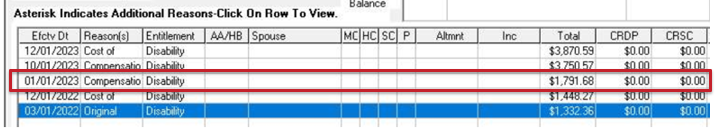 Balance
Asterisk Indicates Additional Reasons-Click On Row To View.
Efctv Dt Reason(s) Entitlement AA/HB Spouse MC HC SC P Altmnt Inc Total CRDP CRSC
12/01/2023 Cost of Disability $3,870.59 $0.00 $0.00
10/01/2023 Compensatio Disability $3,750.57 $0.00 $0.00
01/01/2023 Compensatio Disability $1,791.68 $0.00 $0.00
12/01/2022 Cost of Disability $1,448.27 $0.00 $0.00
03/01/2022 Original Disability $1,332.36 $0.00 $0.00